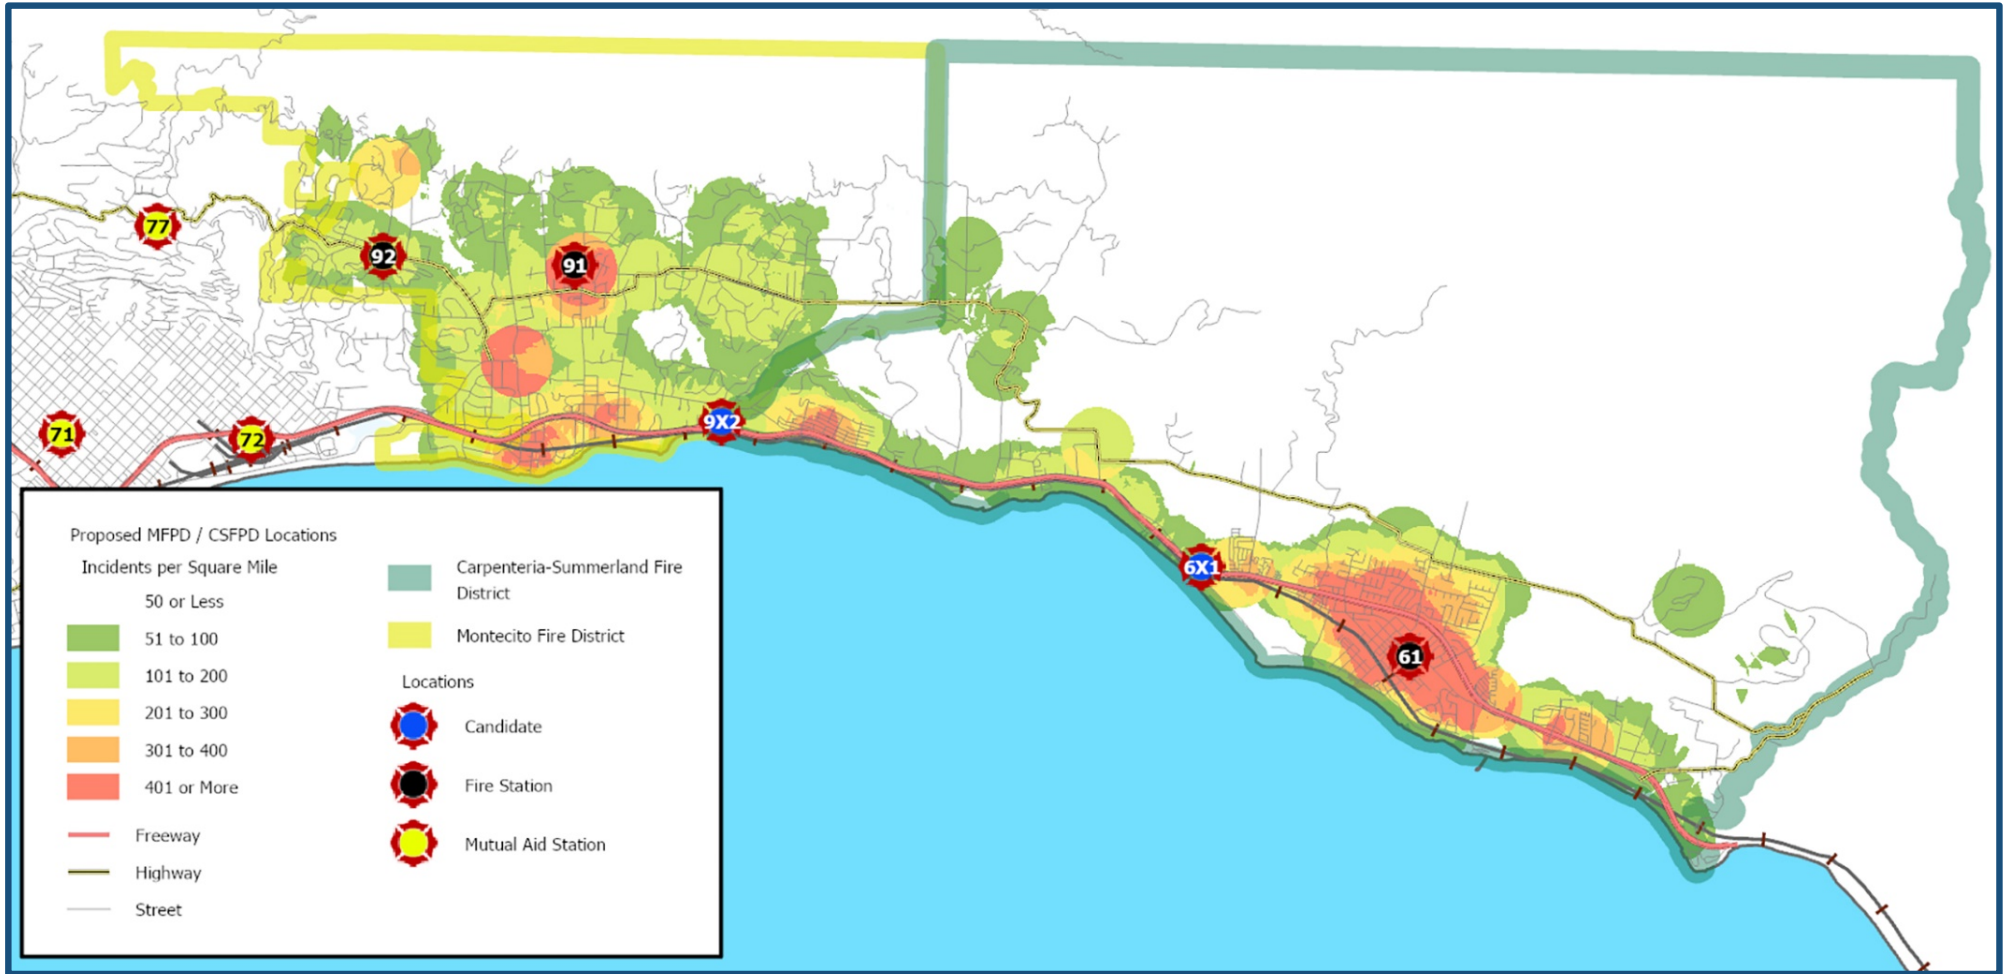 77
92
91
71
72
9X2
6X1
61
Proposed MFPD / CSFPD Locations
Incidents per Square Mile
50 or Less
51 to 100
101 to 200
201 to 300
301 to 400
401 or More
Freeway
Highway
Street
Carpenteria-Summerland Fire
District
Montecito Fire District
Locations
Candidate
Fire Station
Mutual Aid Station